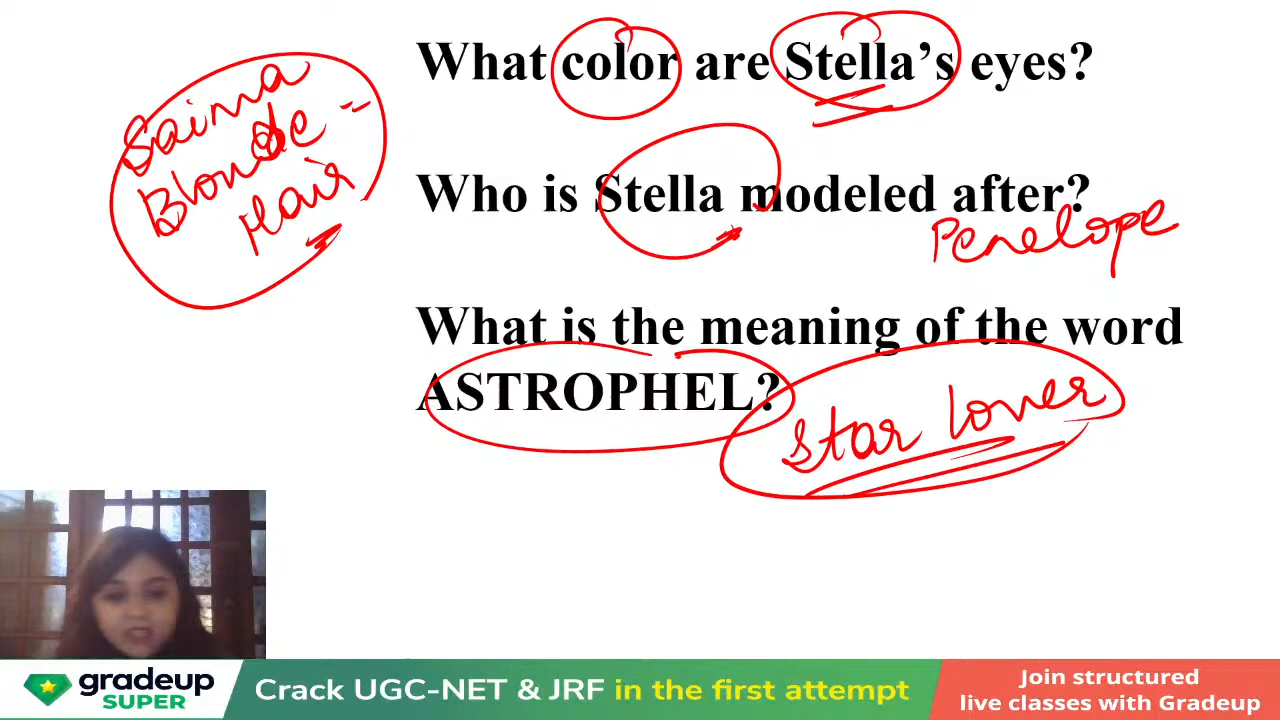 What color are Stella's eyes?
Saima
Blonde
Hair
Who is Stella modeled after?
Penelope
What is the meaning of the word
ASTROPHEL?
Star lover
gradeup
SUPER
Crack UGC-NET & JRF in the first attempt
Join structured
live classes with Gradeup